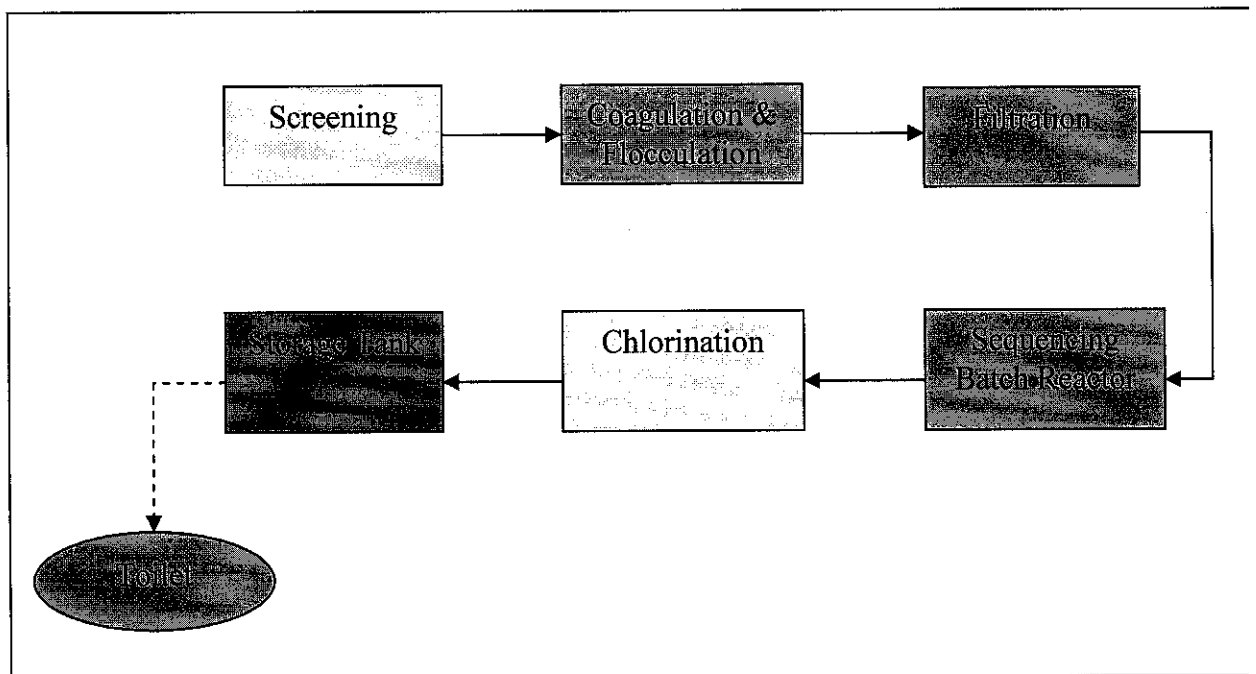 Screening
Coagulation &
Flocculation
Filtration
Sequencing
Batch Reactor
Chlorination
Storage Tank
Toilet